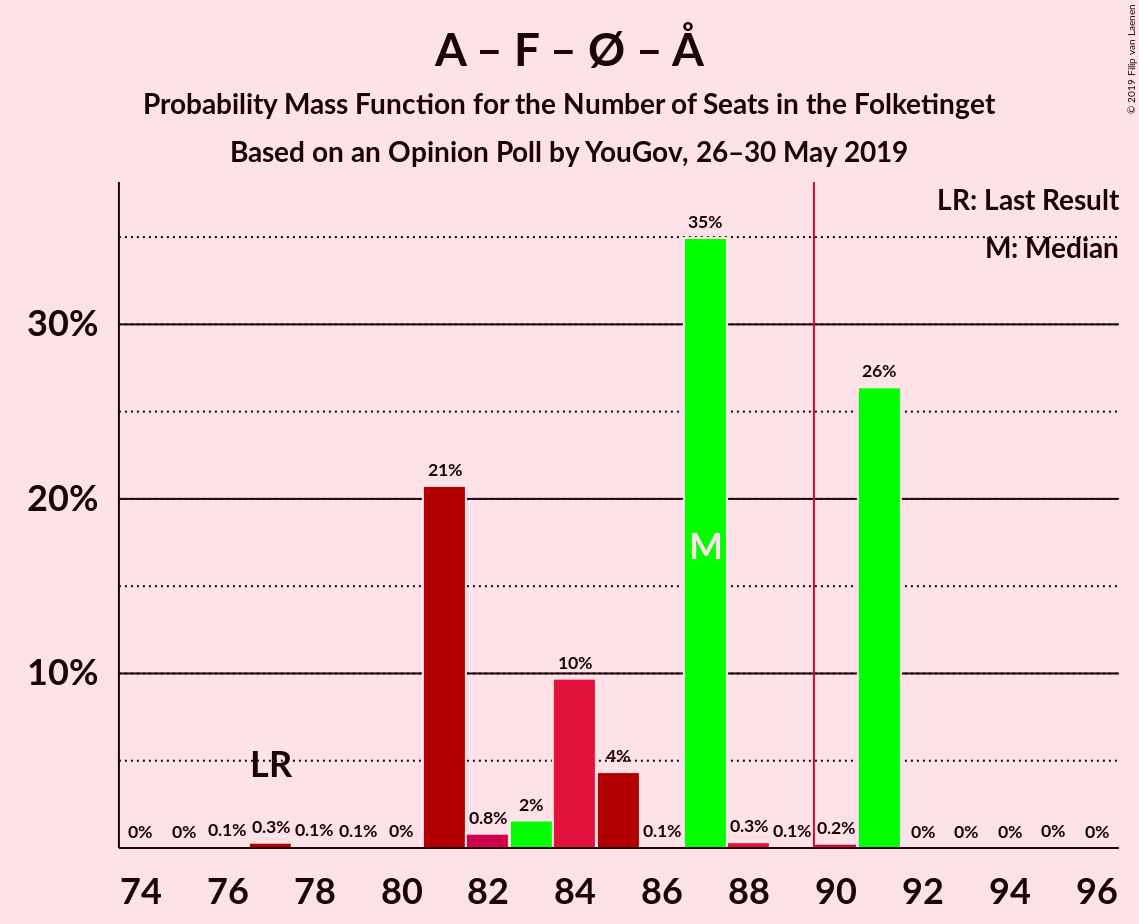 A – F – Ø – Å
Probability Mass Function for the Number of Seats in the Folketinget
Based on an Opinion Poll by YouGov, 26–30 May 2019
© 2019 Filip van Laenen
LR: Last Result
M: Median
30%
20%
10%
0% 0% 0.1% 0.3% 0.1% 0.1% 0% 21% 0.8% 2% 10% 4% 0.1% 35% 0.3% 0.1% 0.2% 26% 0% 0% 0% 0% 0%
LR
M
74 76 78 80 82 84 86 88 90 92 94 96